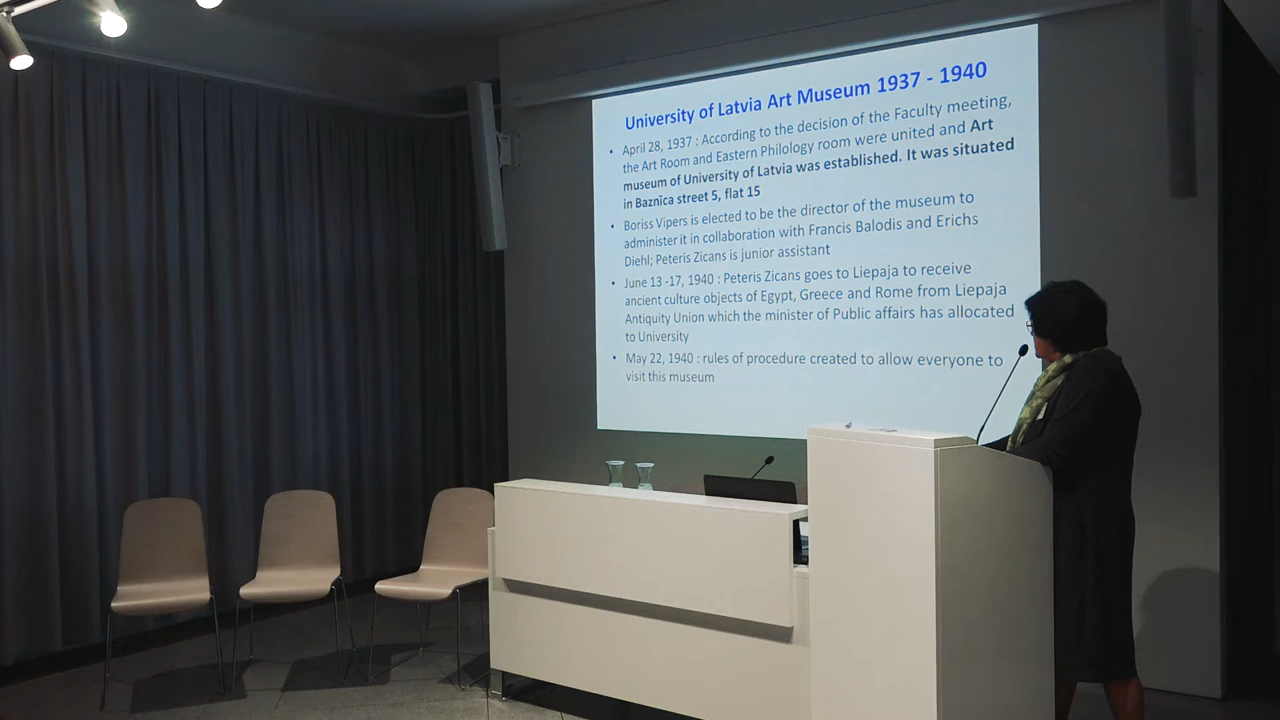 University of Latvia Art Museum 1937 - 1940
• April 28, 1937 : According to the decision of the Faculty meeting,
the Art Room and Eastern Philology room were united and Art
museum of University of Latvia was established. It was situated
in Baznīca street 5, flat 15
• Boriss Vipers is elected to be the director of the museum to
administer it in collaboration with Francis Balodis and Erichs
Diehl; Peteris Zicans is junior assistant
• June 13 -17, 1940 : Peteris Zicans goes to Liepaja to receive
ancient culture objects of Egypt, Greece and Rome from Liepaja
Antiquity Union which the minister of Public affairs has allocated
to University
• May 22, 1940 : rules of procedure created to allow everyone to
visit this museum